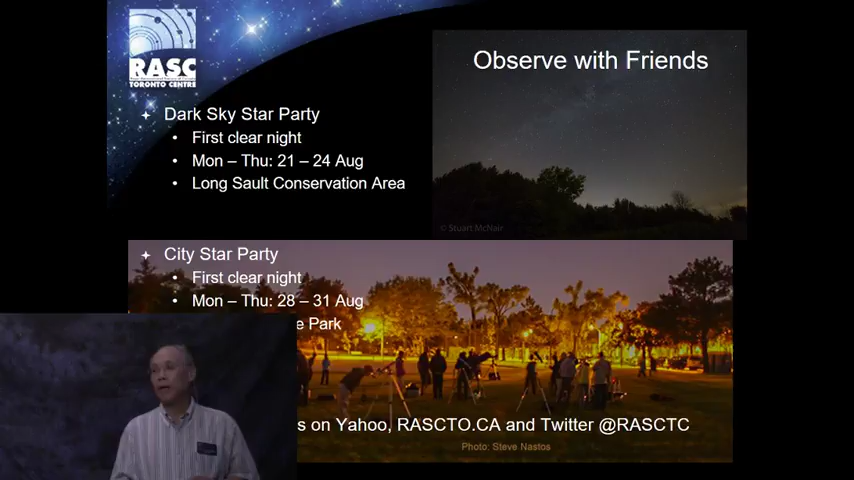 RASC
TORONTO CENTRE
Observe with Friends
Dark Sky Star Party
First clear night
Mon – Thu: 21 – 24 Aug
Long Sault Conservation Area
© Stuart McNair
City Star Party
First clear night
Mon – Thu: 28 – 31 Aug
e Park
s on Yahoo, RASCTO.CA and Twitter @RASCTC
Photo: Steve Nastos